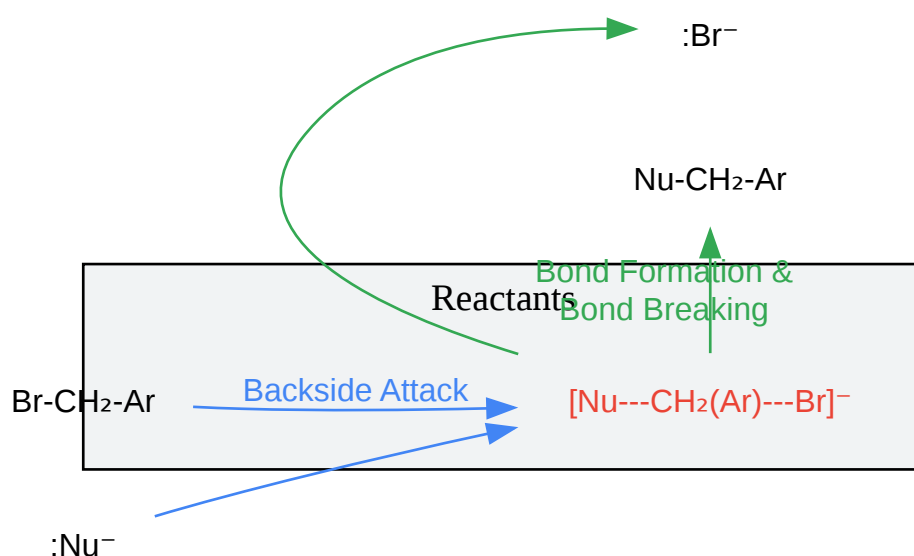 :Br⁻
Nu-CH₂-Ar
Bond Formation &
Reactants
Bond Breaking
Backside Attack
Br-CH₂-Ar
[Nu---CH₂(Ar)---Br]⁻
:Nu⁻